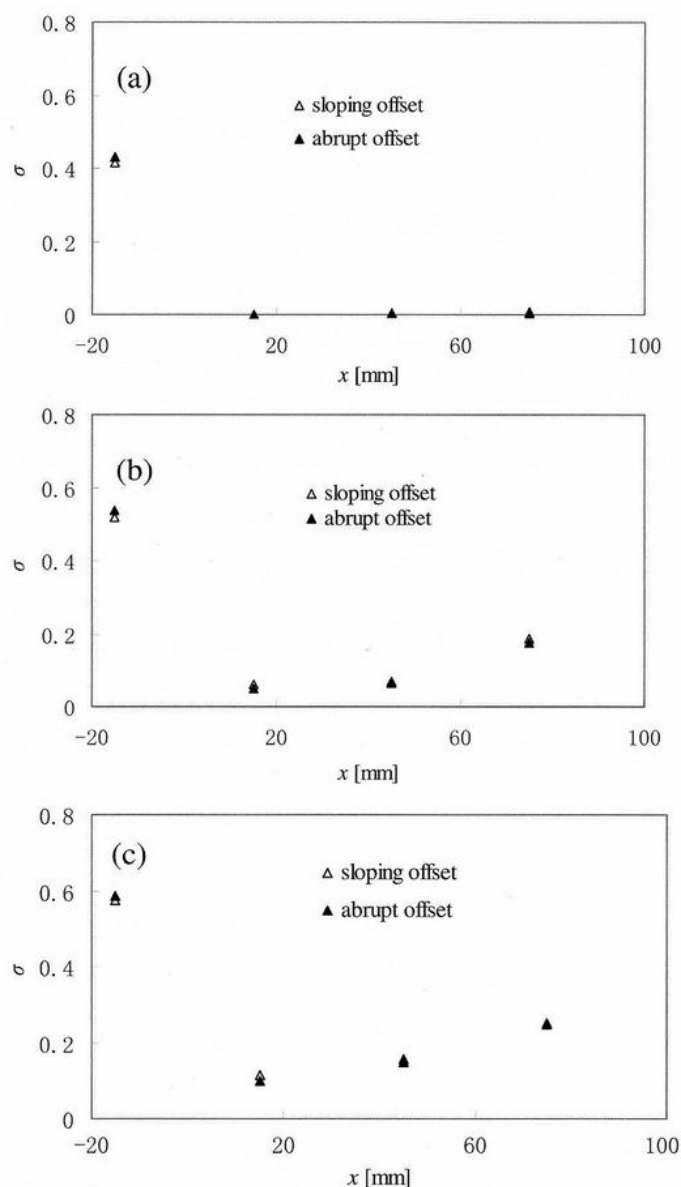 0.8
(a)
△ sloping offset
0.6
▲ abrupt offset
σ
0.4
0.2
0
-20 20 60 100
x [mm]
0.8
(b)
△ sloping offset
0.6
▲ abrupt offset
σ
0.4
0.2
0
-20 20 60 100
x [mm]
0.8
(c)
△ sloping offset
0.6
▲ abrupt offset
σ
0.4
0.2
0
-20 20 60 100
x [mm]